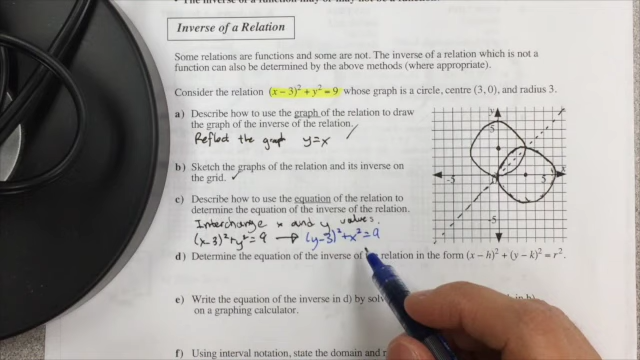 Inverse of a Relation
Some relations are functions and some are not. The inverse of a relation which is not a
function can also be determined by the above methods (where appropriate).
Consider the relation (x – 3)² + y² = 9 whose graph is a circle, centre (3, 0), and radius 3.
a) Describe how to use the graph of the relation to draw
the graph of the inverse of the relation.
Reflect the graph y=x
b) Sketch the graphs of the relation and its inverse on
the grid.
c) Describe how to use the equation of the relation to
determine the equation of the inverse of the relation.
Interchange x and y values.
(x-3)²+y²=9 → (y-3)²+x²=9
d) Determine the equation of the inverse of relation in the form (x – h)² + (y – k)² = r².
e) Write the equation of the inverse in d) by
on a graphing calculator.
f) Using interval notation, state the domain and
y
x
-5
5
-5